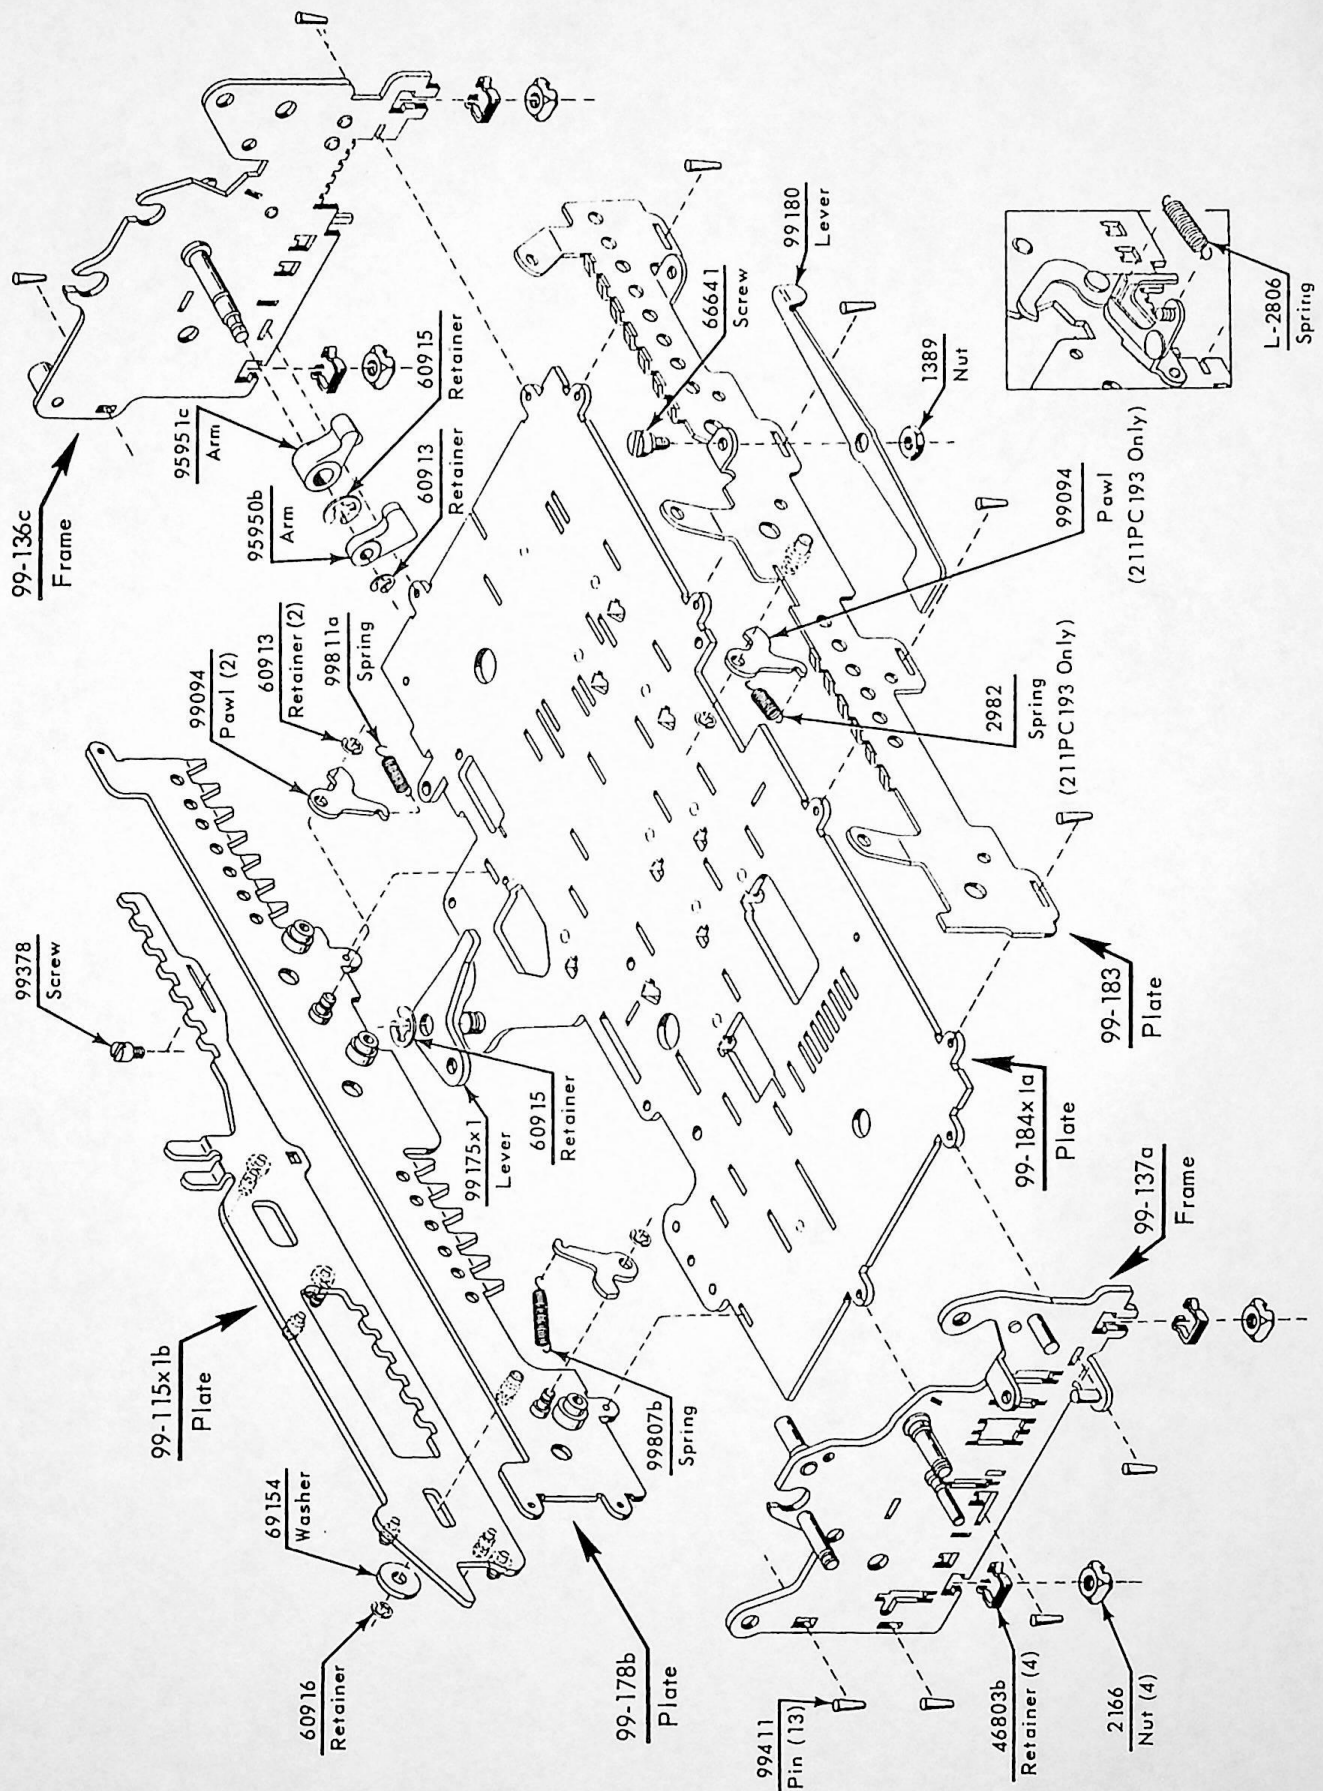 99-136c
Frame
95951c
Arm
60915
Retainer
95950b
Arm
60913
Retainer
99094
Pawl (2)
60913
Retainer (2)
99811a
Spring
99378
Screw
99-115x1b
Plate
69154
Washer
60916
Retainer
99175x1
Lever
60915
Retainer
99807b
Spring
99-178b
Plate
99180
Lever
66641
Screw
1389
Nut
L-2806
Spring
99094
Pawl
(211PC193 Only)
2982
Spring
(211PC193 Only)
99-183
Plate
99-184x1a
Plate
99-137a
Frame
99411
Pin (13)
46803b
Retainer (4)
2166
Nut (4)